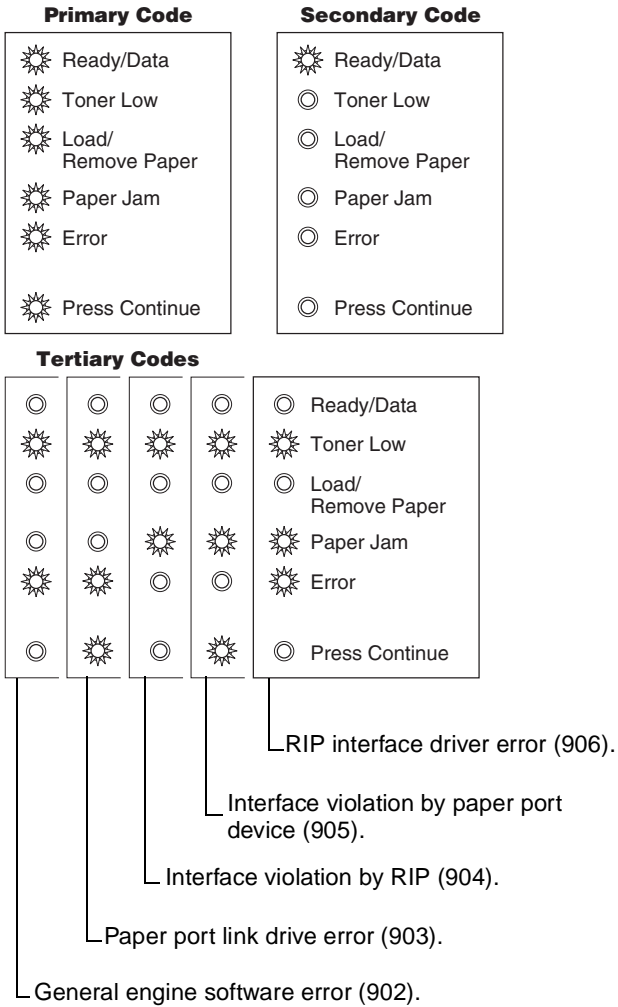 Primary Code
Secondary Code
Ready/Data
Toner Low
Load/
Remove Paper
Paper Jam
Error
Press Continue
Ready/Data
Toner Low
Load/
Remove Paper
Paper Jam
Error
Press Continue
Tertiary Codes
Ready/Data
Toner Low
Load/
Remove Paper
Paper Jam
Error
Press Continue
RIP interface driver error (906).
Interface violation by paper port
device (905).
Interface violation by RIP (904).
Paper port link drive error (903).
General engine software error (902).